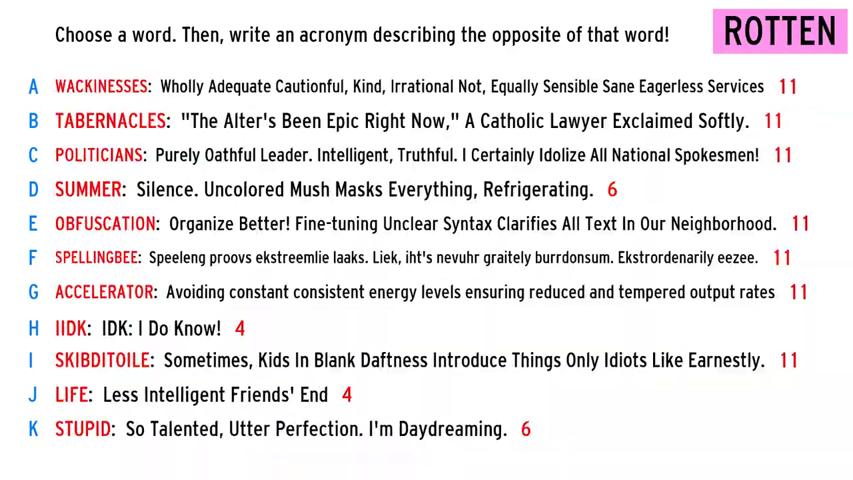 Choose a word. Then, write an acronym describing the opposite of that word!
ROTTEN
A WACKINESSES: Wholly Adequate Cautionful, Kind, Irrational Not, Equally Sensible Sane Eagerless Services 11
B TABERNACLES: "The Alter's Been Epic Right Now," A Catholic Lawyer Exclaimed Softly. 11
C POLITICIANS: Purely Oathful Leader. Intelligent, Truthful. I Certainly Idolize All National Spokesmen! 11
D SUMMER: Silence. Uncolored Mush Masks Everything, Refrigerating. 6
E OBFUSCATION: Organize Better! Fine-tuning Unclear Syntax Clarifies All Text In Our Neighborhood. 11
F SPELLINGBEE: Speeleng proovs ekstreemlie laaks. Liek, iht's nevuhr graitely burrdonsum. Ekstrordenarily eezee. 11
G ACCELERATOR: Avoiding constant consistent energy levels ensuring reduced and tempered output rates 11
H IIDK: IDK: I Do Know! 4
I SKIBDITOILE: Sometimes, Kids In Blank Daftness Introduce Things Only Idiots Like Earnestly. 11
J LIFE: Less Intelligent Friends' End 4
K STUPID: So Talented, Utter Perfection. I'm Daydreaming. 6